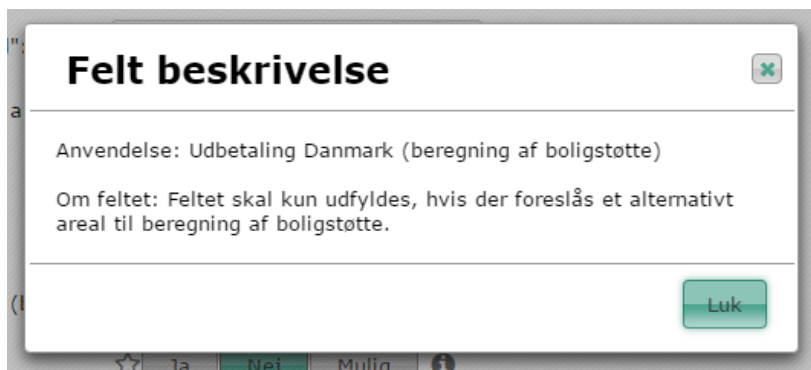 Felt beskrivelse
a
Anvendelse: Udbetaling Danmark (beregning af boligstøtte)
Om feltet: Feltet skal kun udfyldes, hvis der foreslås et alternativt
areal til beregning af boligstøtte.
Luk
Ja Nej Mulig